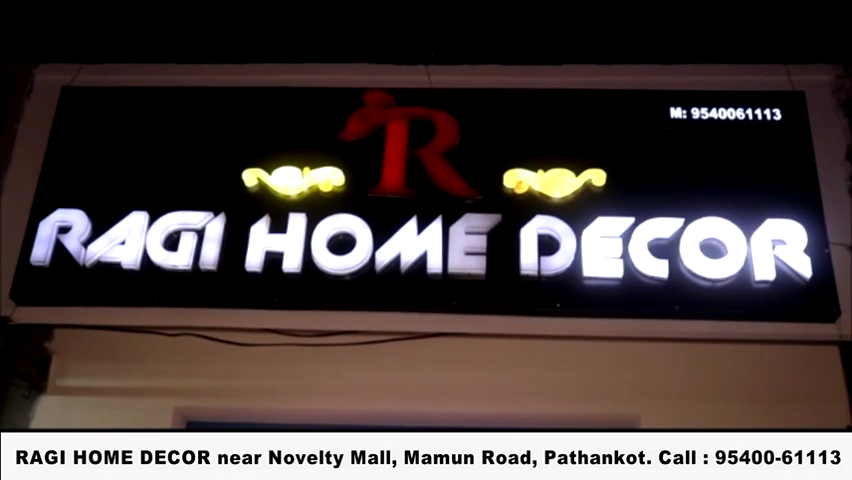 R
M: 9540061113
RAGI HOME DECOR
RAGI HOME DECOR near Novelty Mall, Mamun Road, Pathankot. Call : 95400-61113